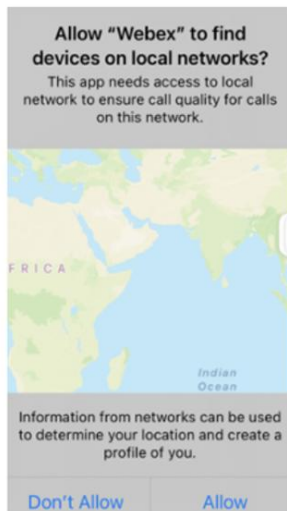 Allow “Webex” to find
devices on local networks?
This app needs access to local
network to ensure call quality for calls
on this network.
FRICA
Indian
Ocean
Information from networks can be used
to determine your location and create a
profile of you.
Don't Allow
Allow